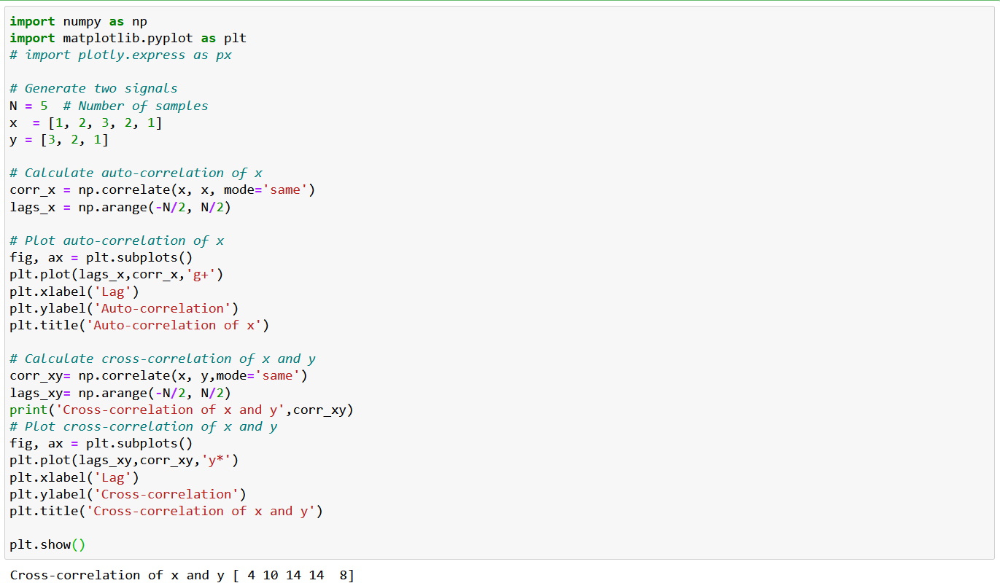 import numpy as np
import matplotlib.pyplot as plt
# import plotly.express as px

# Generate two signals
N = 5  # Number of samples
x  = [1, 2, 3, 2, 1]
y = [3, 2, 1]

# Calculate auto-correlation of x
corr_x = np.correlate(x, x, mode='same')
lags_x = np.arange(-N/2, N/2)

# Plot auto-correlation of x
fig, ax = plt.subplots()
plt.plot(lags_x,corr_x,'g+')
plt.xlabel('Lag')
plt.ylabel('Auto-correlation')
plt.title('Auto-correlation of x')

# Calculate cross-correlation of x and y
corr_xy= np.correlate(x, y,mode='same')
lags_xy= np.arange(-N/2, N/2)
print('Cross-correlation of x and y',corr_xy)
# Plot cross-correlation of x and y
fig, ax = plt.subplots()
plt.plot(lags_xy,corr_xy,'y*')
plt.xlabel('Lag')
plt.ylabel('Cross-correlation')
plt.title('Cross-correlation of x and y')

plt.show()
Cross-correlation of x and y [ 4 10 14 14  8]